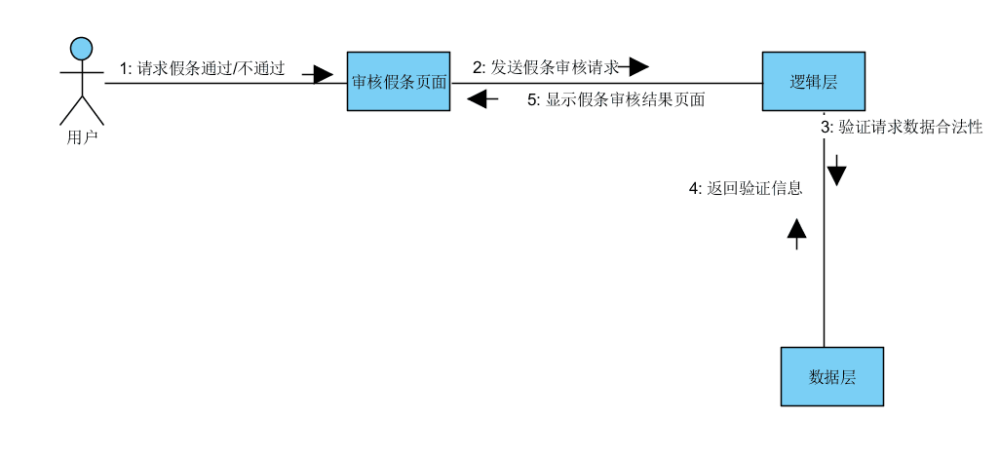 1: 请求假条通过/不通过
审核假条页面
2: 发送假条审核请求
逻辑层
5: 显示假条审核结果页面
3: 验证请求数据合法性
用户
4: 返回验证信息
数据层